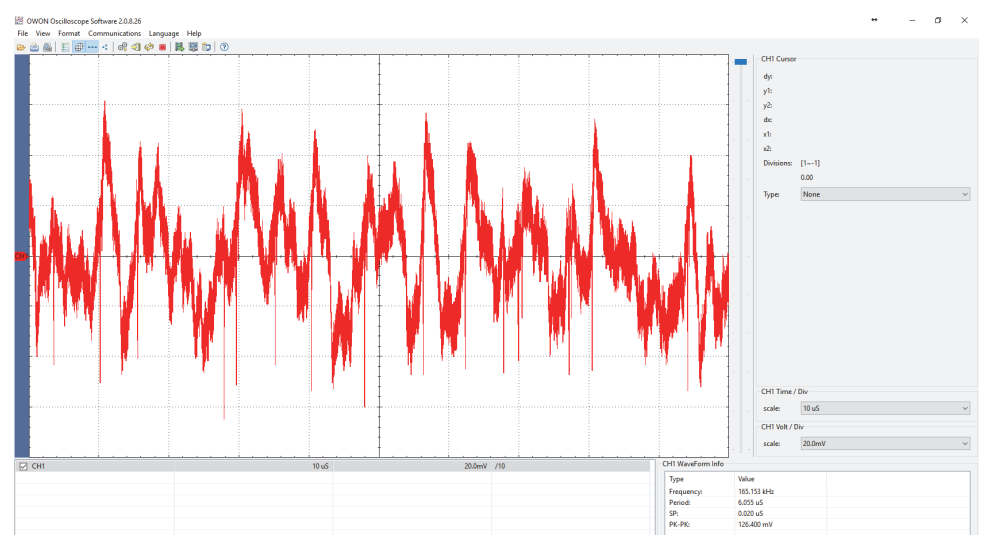 OWON Oscilloscope Software 2.0.8.26
File View Format Communications Language Help
CH1 Cursor
dy:
y1:
y2:
dx:
x1:
x2:
Divisions: [1~-1]
0.00
Type: None
CH1
CH1 Time / Div
scale: 10 uS
CH1 Volt / Div
scale: 20.0mV
CH1 10 uS 20.0mV /10
CH1 WaveForm Info
Type Value
Frequency: 165.153 kHz
Period: 6.055 uS
SP: 0.020 uS
PK-PK: 126.400 mV